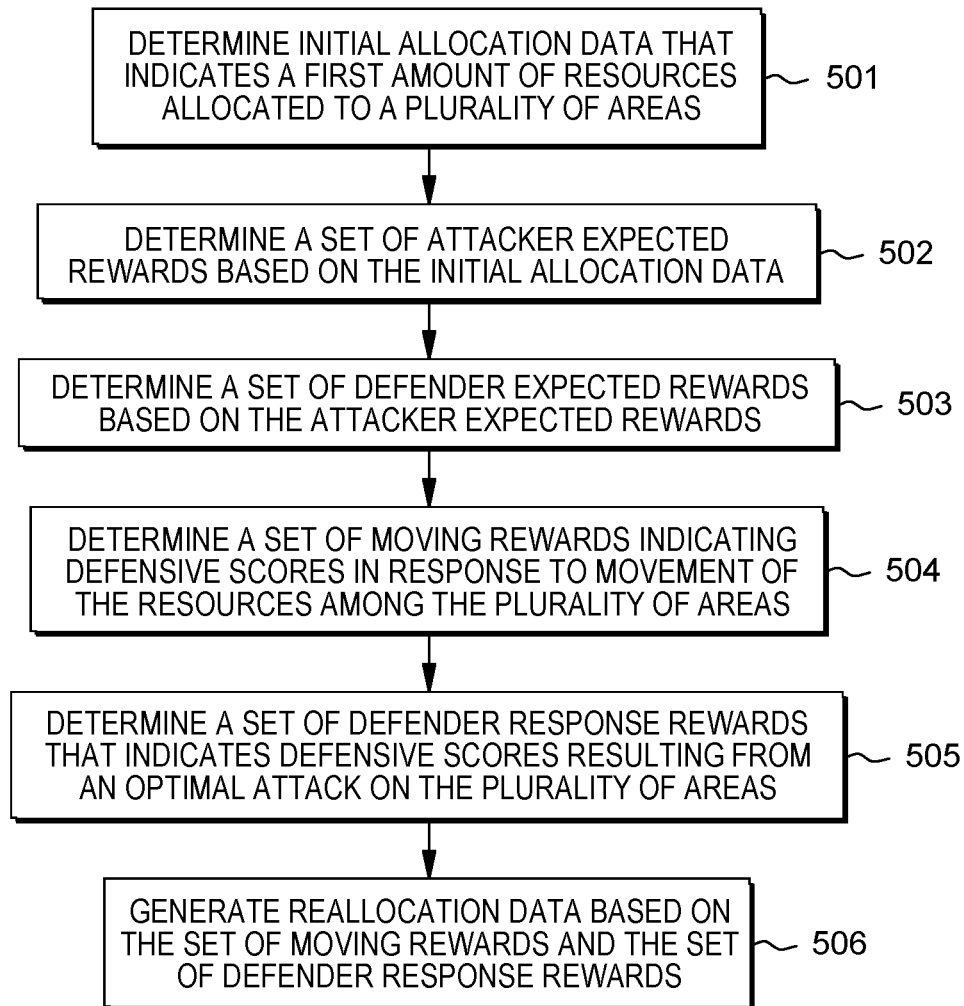 DETERMINE INITIAL ALLOCATION DATA THAT
INDICATES A FIRST AMOUNT OF RESOURCES
ALLOCATED TO A PLURALITY OF AREAS
501
DETERMINE A SET OF ATTACKER EXPECTED
REWARDS BASED ON THE INITIAL ALLOCATION DATA
502
DETERMINE A SET OF DEFENDER EXPECTED REWARDS
BASED ON THE ATTACKER EXPECTED REWARDS
503
DETERMINE A SET OF MOVING REWARDS INDICATING
DEFENSIVE SCORES IN RESPONSE TO MOVEMENT OF
THE RESOURCES AMONG THE PLURALITY OF AREAS
504
DETERMINE A SET OF DEFENDER RESPONSE REWARDS
THAT INDICATES DEFENSIVE SCORES RESULTING FROM
AN OPTIMAL ATTACK ON THE PLURALITY OF AREAS
505
GENERATE REALLOCATION DATA BASED ON
THE SET OF MOVING REWARDS AND THE SET
OF DEFENDER RESPONSE REWARDS
506